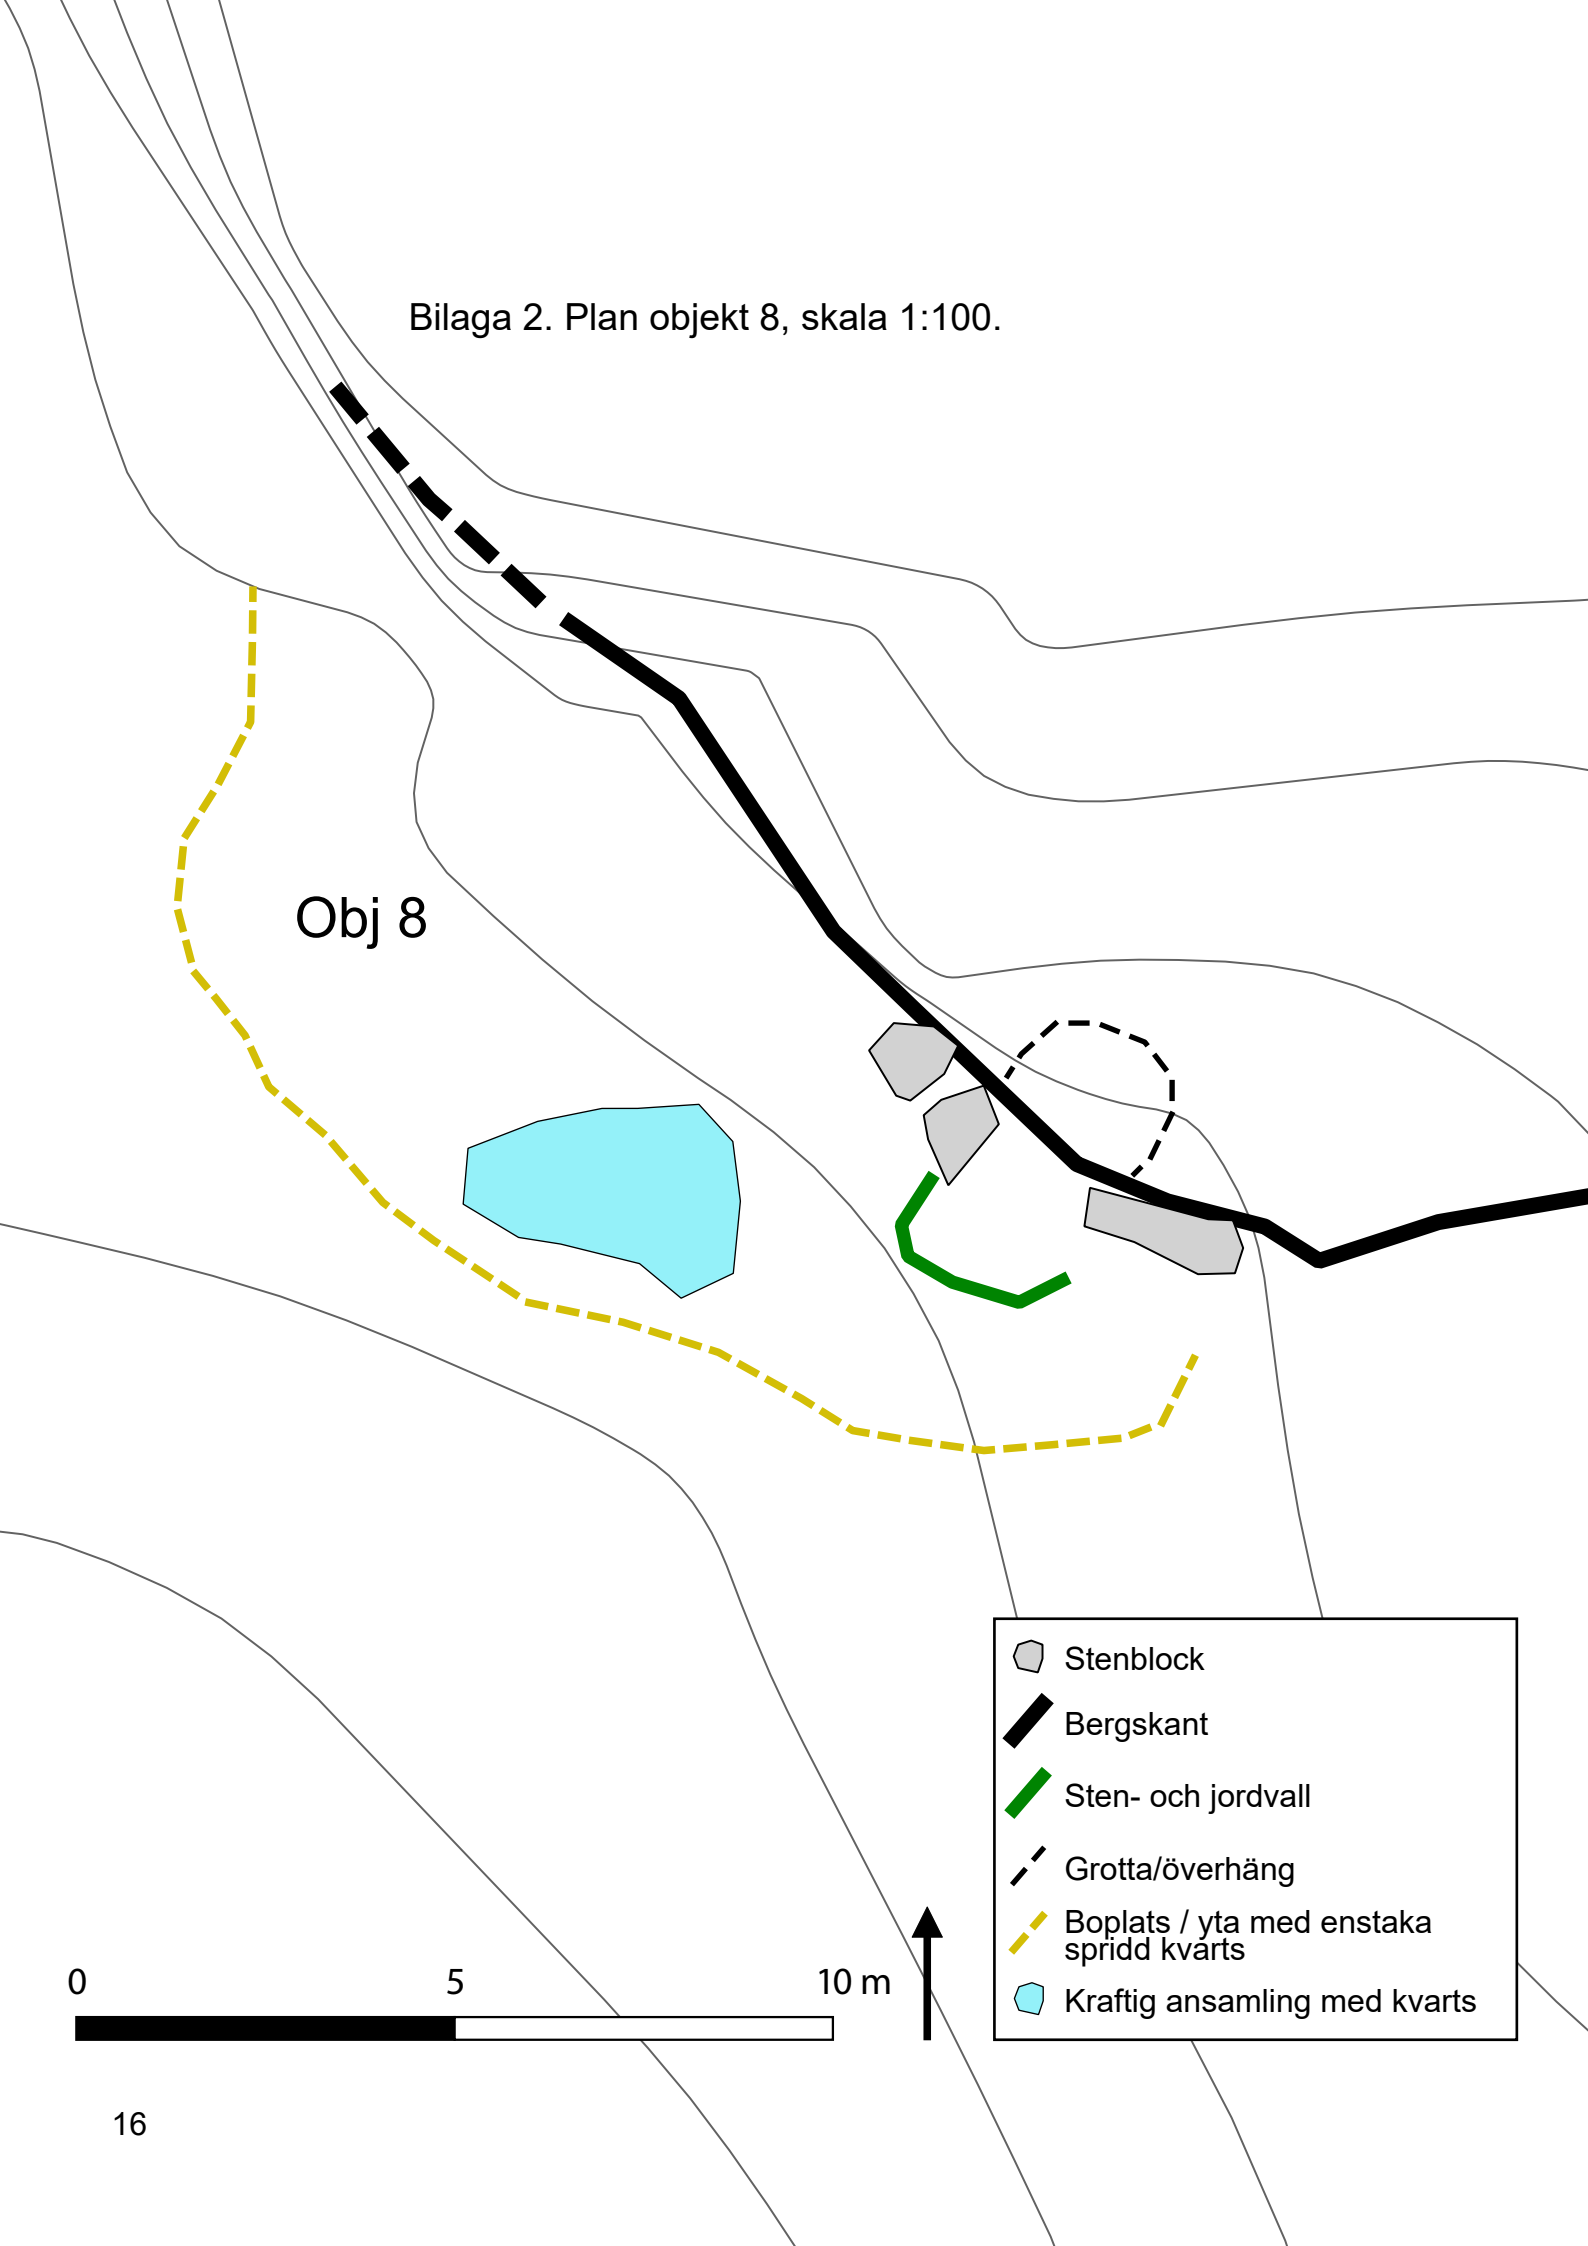 Bilaga 2. Plan objekt 8, skala 1:100.
Obj 8
Stenblock
Bergskant
Sten- och jordvall
Grotta/överhäng
Boplats / yta med enstaka
spridd kvarts
Kraftig ansamling med kvarts
0 5 10 m
16